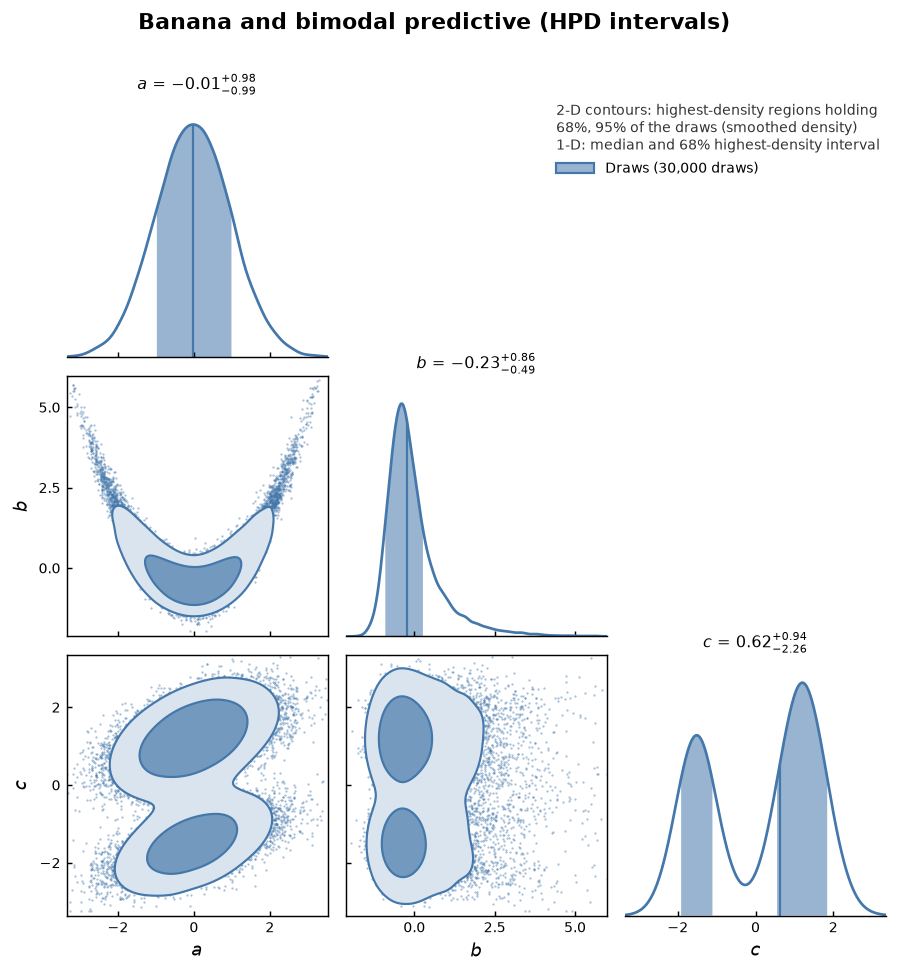 Banana and bimodal predictive (HPD intervals)
a = −0.01 +0.98 −0.99
2-D contours: highest-density regions holding
68%, 95% of the draws (smoothed density)
1-D: median and 68% highest-density interval
Draws (30,000 draws)
b = −0.23 +0.86 −0.49
5.0
2.5
0.0
b
c = 0.62 +0.94 −2.26
2
0
−2
c
−2 0 2
a
0.0 2.5 5.0
b
−2 0 2
c